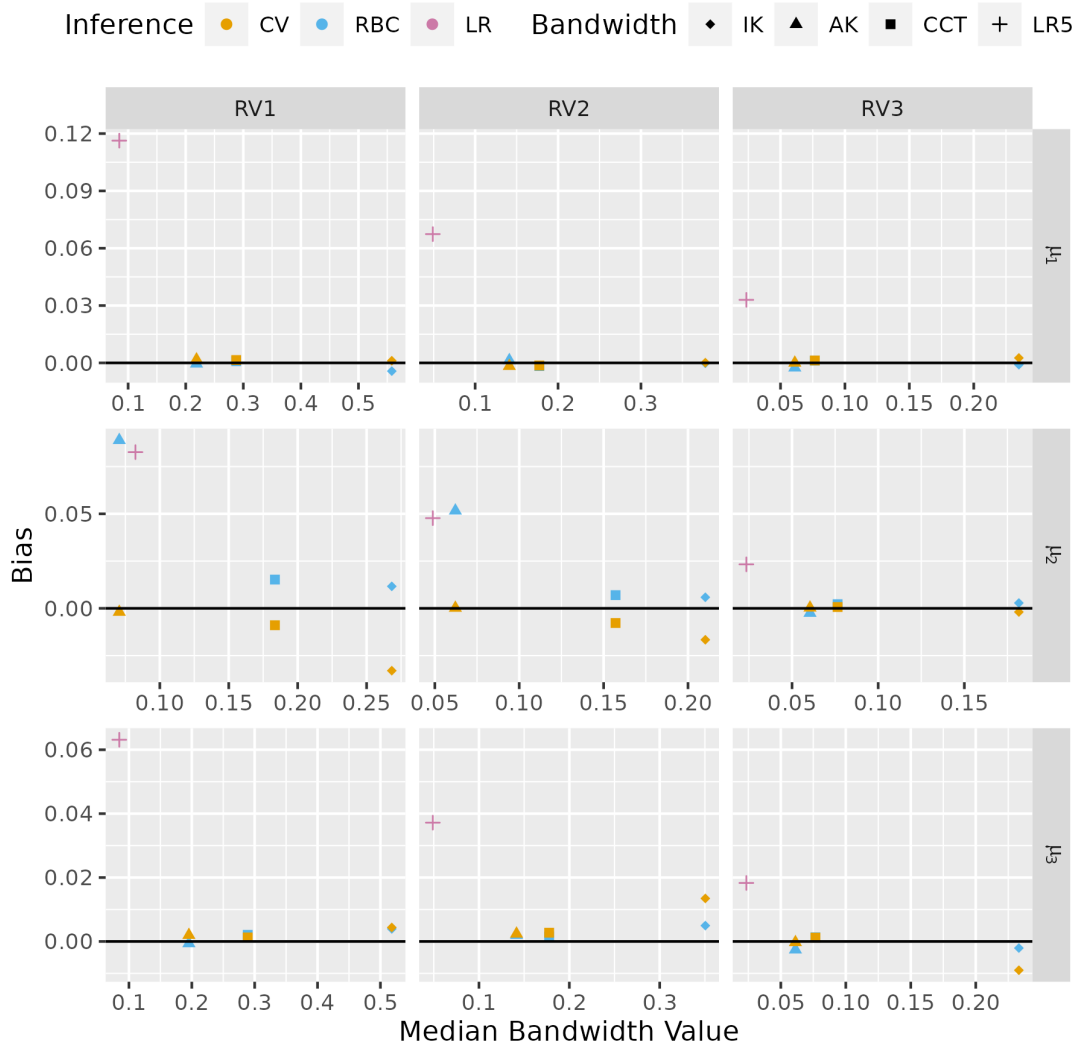 Inference CV RBC LR Bandwidth IK AK CCT LR5
RV1 RV2 RV3
0.12
0.09
0.06
0.03
0.00
μ1
0.1 0.2 0.3 0.4 0.5 0.1 0.2 0.3 0.05 0.10 0.15 0.20
0.05
0.00
μ2
0.10 0.15 0.20 0.25 0.05 0.10 0.15 0.20 0.05 0.10 0.15
0.06
0.04
0.02
0.00
μ3
0.1 0.2 0.3 0.4 0.5 0.1 0.2 0.3 0.05 0.10 0.15 0.20
Bias
Median Bandwidth Value